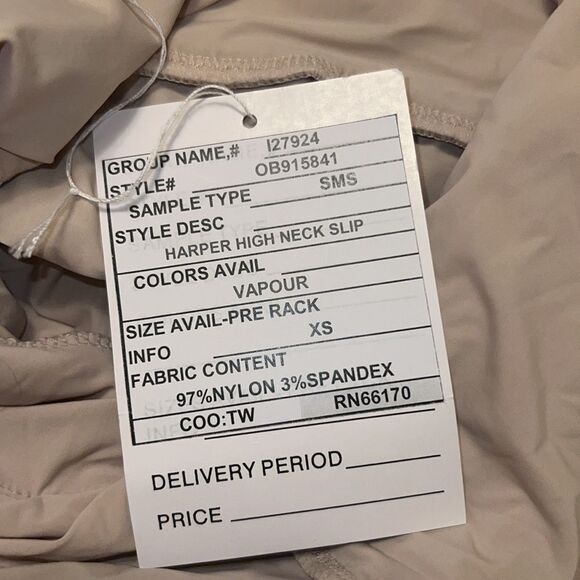 GROUP NAME,# I27924
STYLE# OB915841
SAMPLE TYPE SMS
STYLE DESC
HARPER HIGH NECK SLIP
COLORS AVAIL
VAPOUR
SIZE AVAIL-PRE RACK
INFO XS
FABRIC CONTENT
97%NYLON 3%SPANDEX
COO:TW RN66170
DELIVERY PERIOD
PRICE